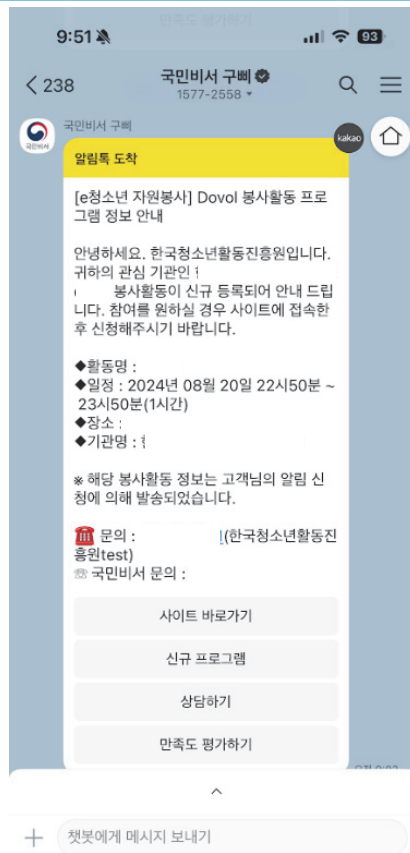 만족도 평가하기
9:51
93
238
국민비서 구삐
1577-2558
국민비서 구삐
국민비서
kakao
알림톡 도착
[e청소년 자원봉사] Dovol 봉사활동 프로
그램 정보 안내
안녕하세요. 한국청소년활동진흥원입니다.
귀하의 관심 기관인
봉사활동이 신규 등록되어 안내 드립
니다. 참여를 원하실 경우 사이트에 접속한
후 신청해주시기 바랍니다.
◆활동명 :
◆일정 : 2024년 08월 20일 22시50분 ~
23시50분(1시간)
◆장소 :
◆기관명 :
※ 해당 봉사활동 정보는 고객님의 알림 신
청에 의해 발송되었습니다.
☎ 문의 : (한국청소년활동진
흥원test)
☏ 국민비서 문의 :
사이트 바로가기
신규 프로그램
상담하기
만족도 평가하기
챗봇에게 메시지 보내기